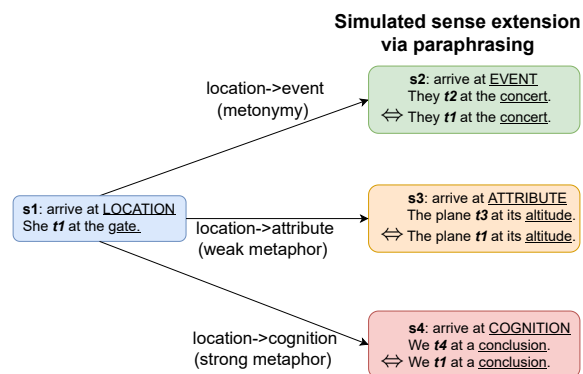 Simulated sense extension
via paraphrasing
location->event
(metonymy)
s2: arrive at EVENT
They t2 at the concert.
⇔ They t1 at the concert.
s1: arrive at LOCATION
She t1 at the gate.
location->attribute
(weak metaphor)
s3: arrive at ATTRIBUTE
The plane t3 at its altitude.
⇔ The plane t1 at its altitude.
location->cognition
(strong metaphor)
s4: arrive at COGNITION
We t4 at a conclusion.
⇔ We t1 at a conclusion.